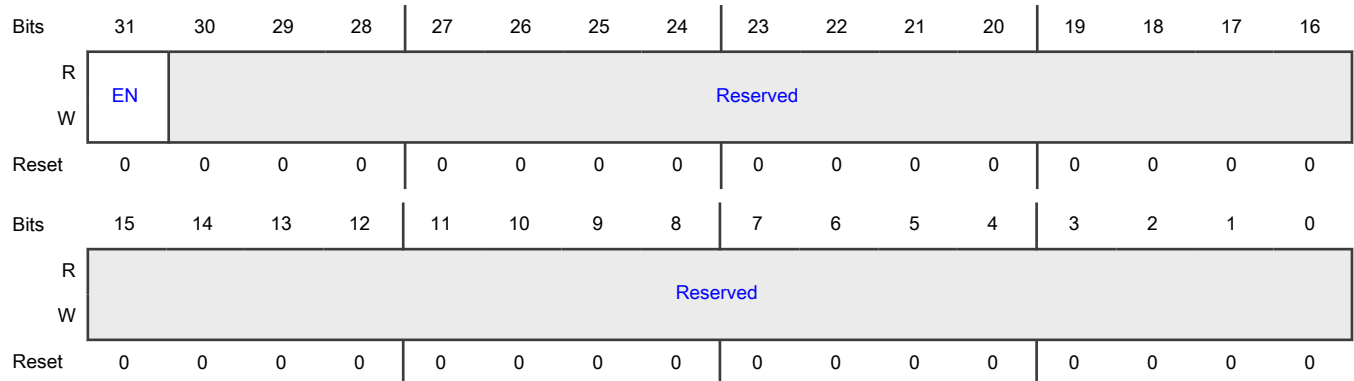 Bits 31 30 29 28 27 26 25 24 23 22 21 20 19 18 17 16
R
EN Reserved
W
Reset 0 0 0 0 0 0 0 0 0 0 0 0 0 0 0 0
Bits 15 14 13 12 11 10 9 8 7 6 5 4 3 2 1 0
R
Reserved
W
Reset 0 0 0 0 0 0 0 0 0 0 0 0 0 0 0 0